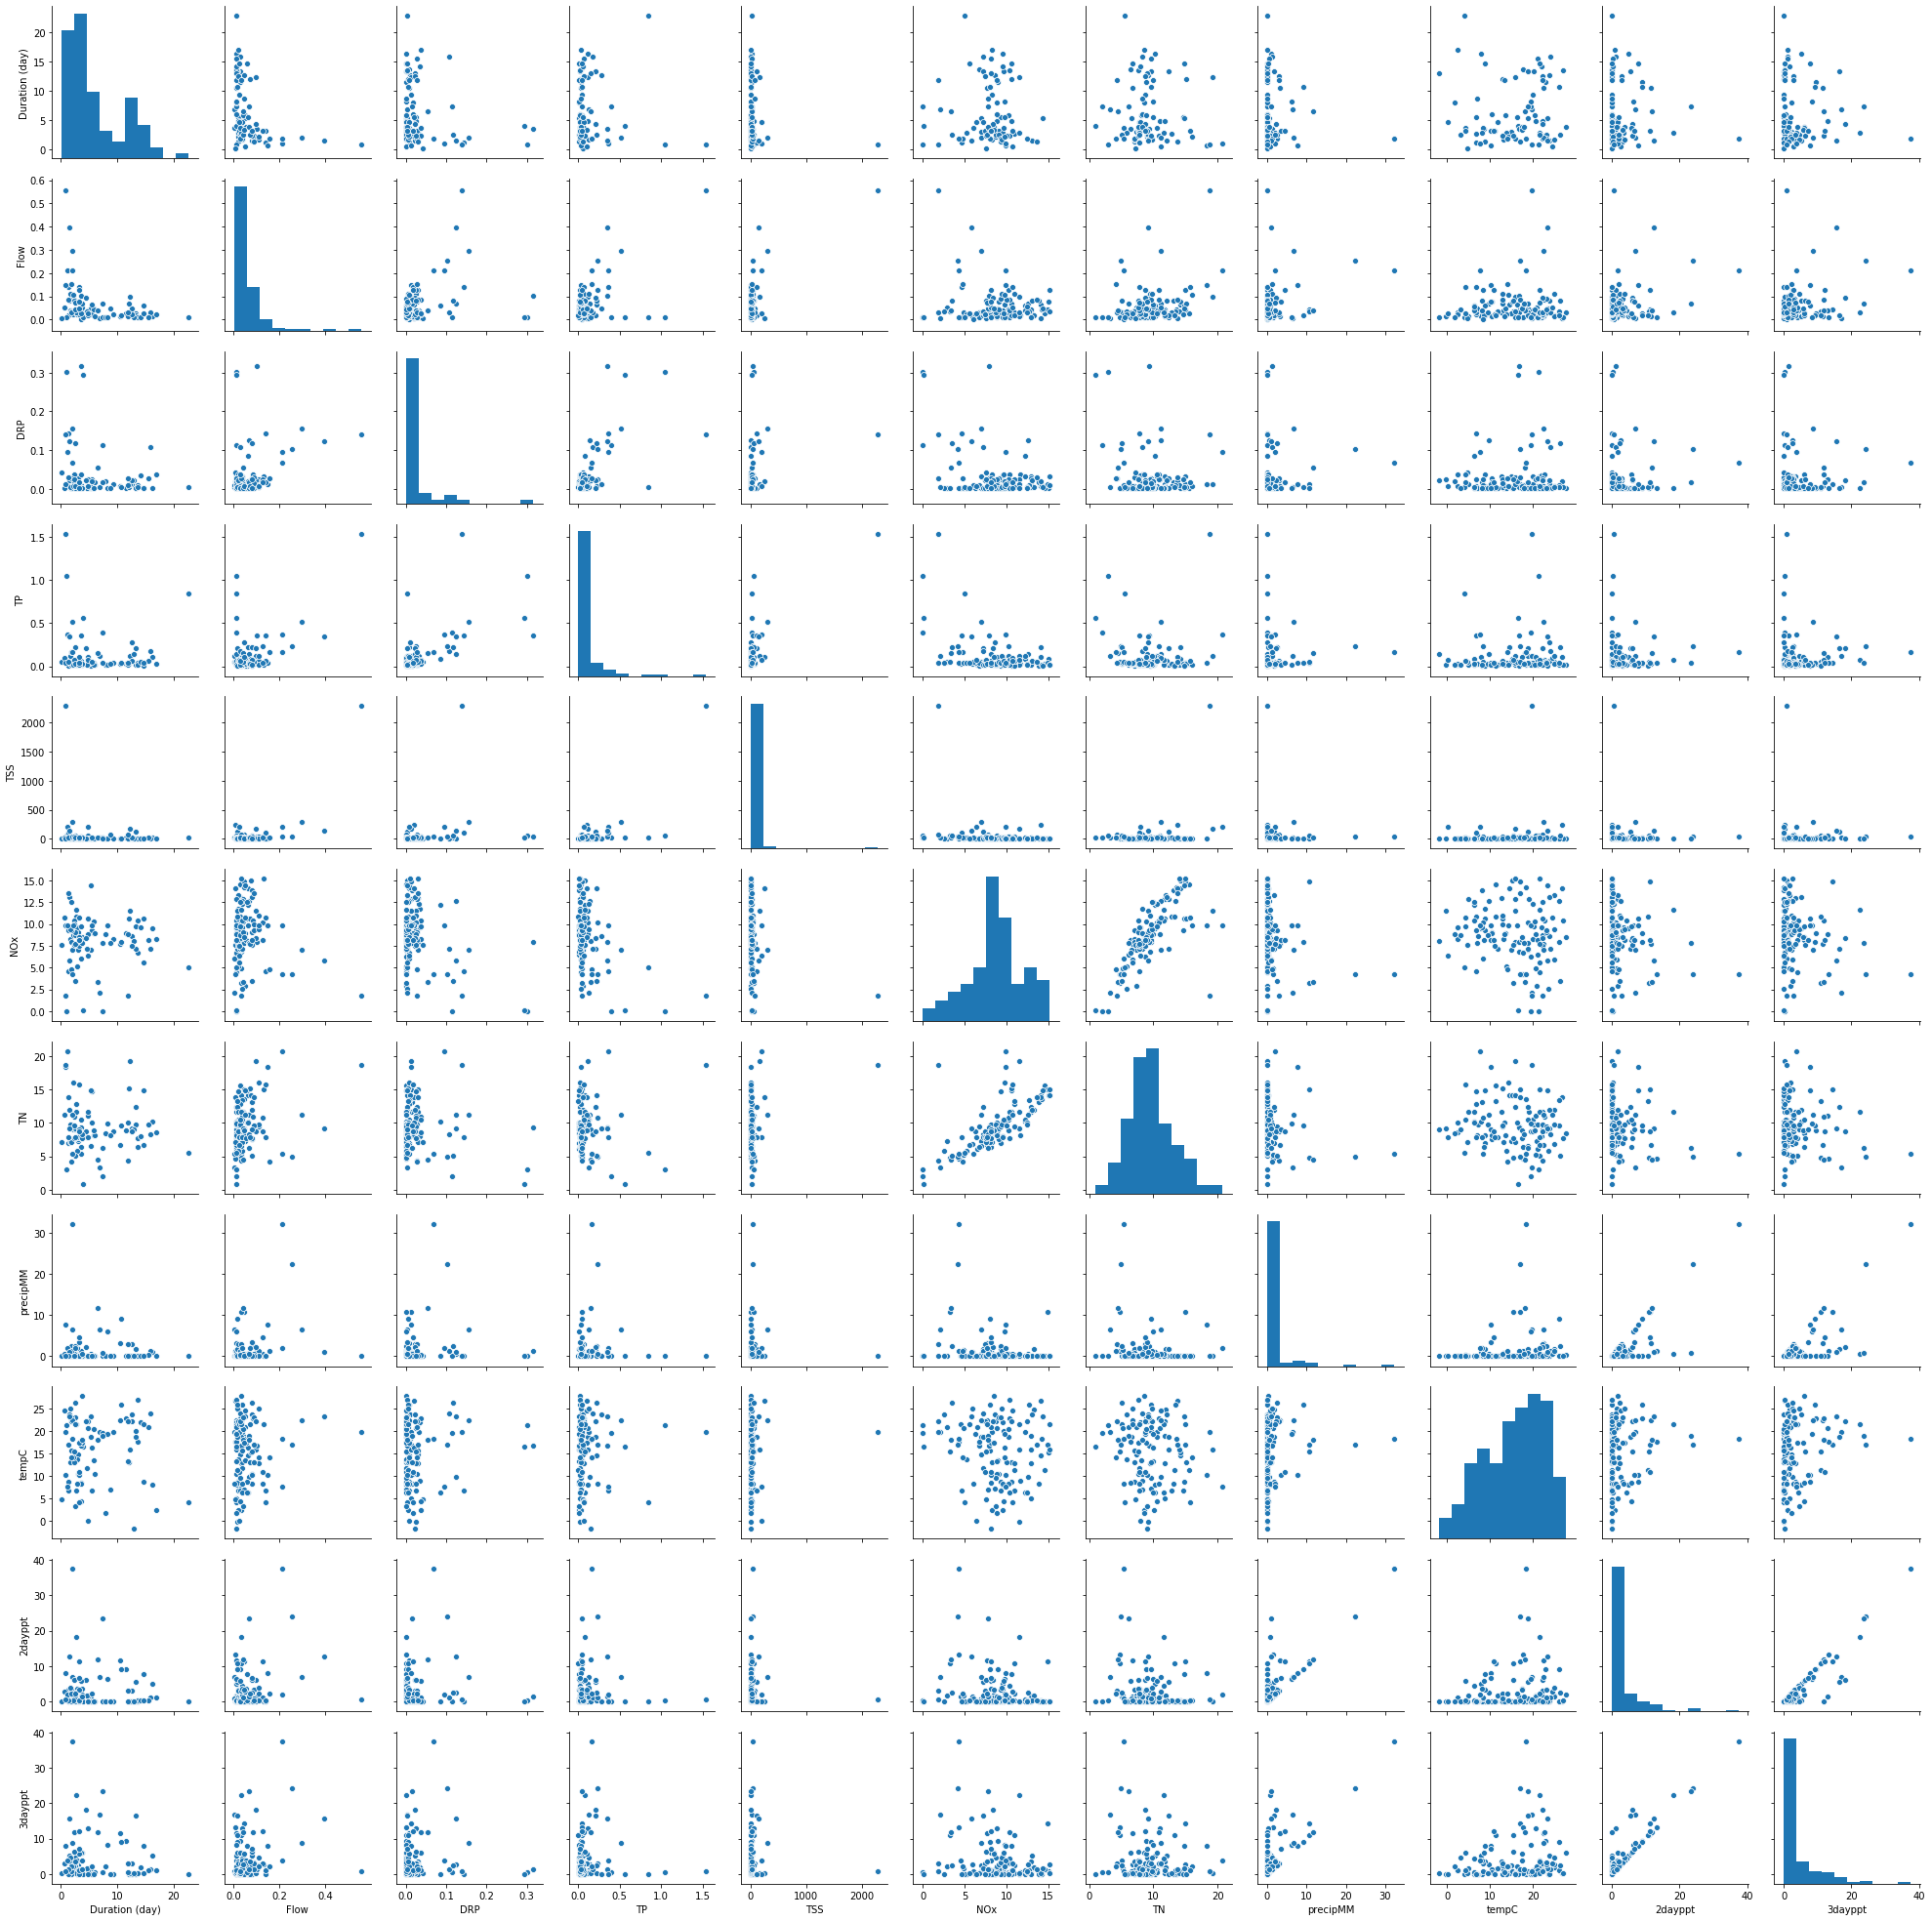 20
15
10
5
0
Duration (day)
0.6
0.5
0.4
0.3
0.2
0.1
0.0
Flow
0.3
0.2
0.1
0.0
DRP
1.5
1.0
0.5
0.0
TP
2000
1500
1000
500
0
TSS
15.0
12.5
10.0
7.5
5.0
2.5
0.0
NOx
20
15
10
5
0
TN
30
20
10
0
precipMM
25
20
15
10
5
0
tempC
40
30
20
10
0
2dayppt
40
30
20
10
0
3dayppt
0 10 20
0.0 0.2 0.4
0.0 0.1 0.2 0.3
0.0 0.5 1.0 1.5
0 1000 2000
0 5 10 15
0 10 20
0 10 20 30
0 10 20
0 20 40
0 20 40
Duration (day)
Flow
DRP
TP
TSS
NOx
TN
precipMM
tempC
2dayppt
3dayppt